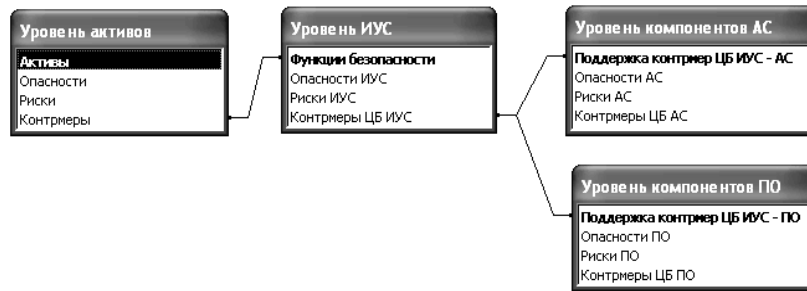 Уровень активов
Активы
Опасности
Риски
Контрмеры
Уровень ИУС
Функции безопасности
Опасности ИУС
Риски ИУС
Контрмеры ЦБ ИУС
Уровень компонентов АС
Поддержка контрмер ЦБ ИУС - АС
Опасности АС
Риски АС
Контрмеры ЦБ АС
Уровень компонентов ПО
Поддержка контрмер ЦБ ИУС - ПО
Опасности ПО
Риски ПО
Контрмеры ЦБ ПО